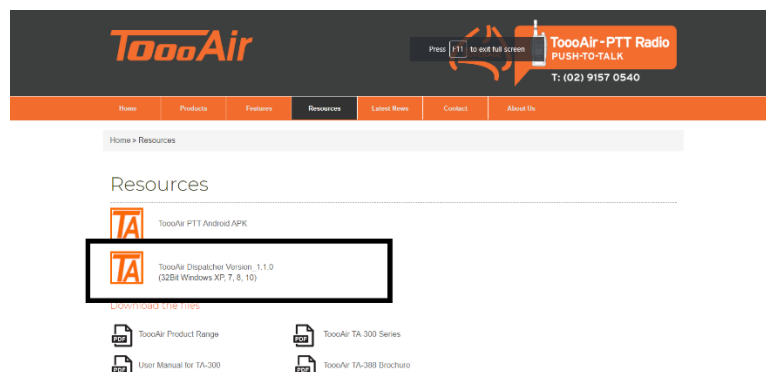 ToooAir
Press F11 to exit full screen
ToooAir-PTT Radio
PUSH-TO-TALK
T: (02) 9157 0540
Home Products Features Resources Latest News Contact About Us
Home > Resources
Resources
TA
ToooAir PTT Android APK
TA
ToooAir Dispatcher Version_1.1.0
(32Bit Windows XP, 7, 8, 10)
Download the files
PDF ToooAir Product Range
PDF ToooAir TA-300 Series
PDF User Manual for TA-300
PDF ToooAir TA-388 Brochure